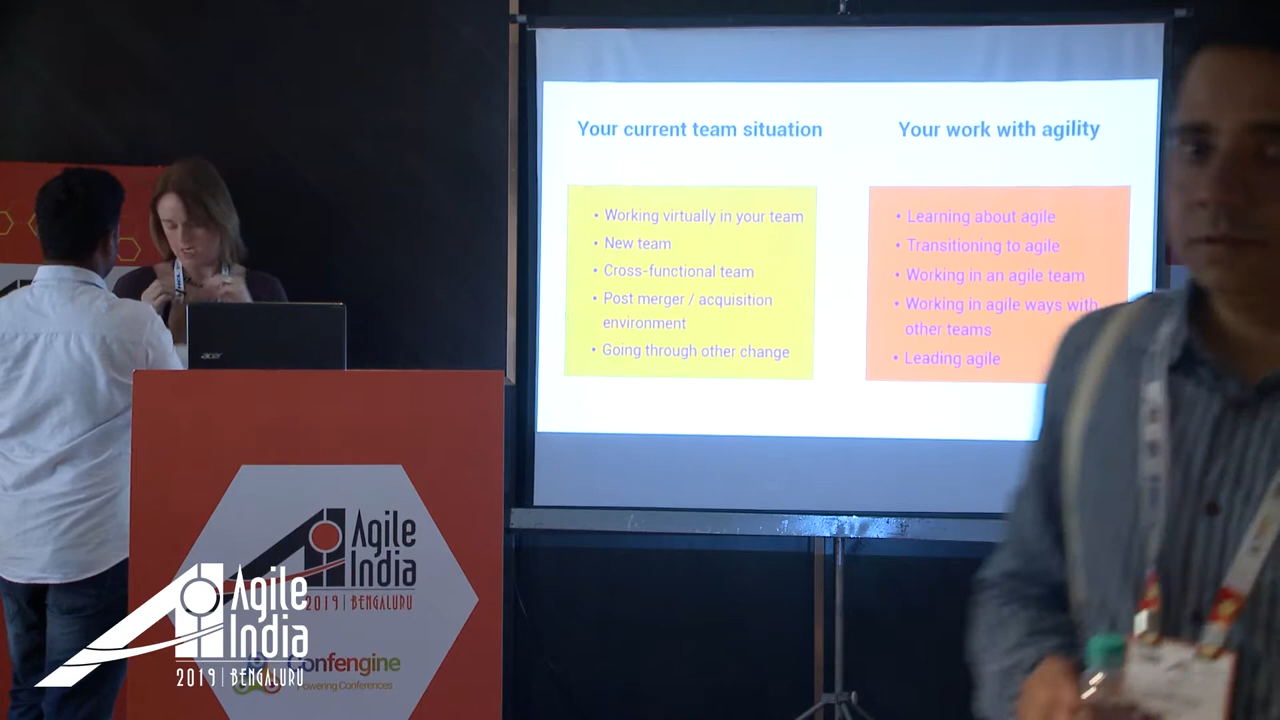 Your current team situation
• Working virtually in your team
• New team
• Cross-functional team
• Post merger / acquisition
environment
• Going through other change
Your work with agility
• Learning about agile
• Transitioning to agile
• Working in an agile team
• Working in agile ways with
other teams
• Leading agile
acer
Agile
India
2019 | BENGALURU
Confengine
Powering Conferences
Agile
India
2019 | BENGALURU